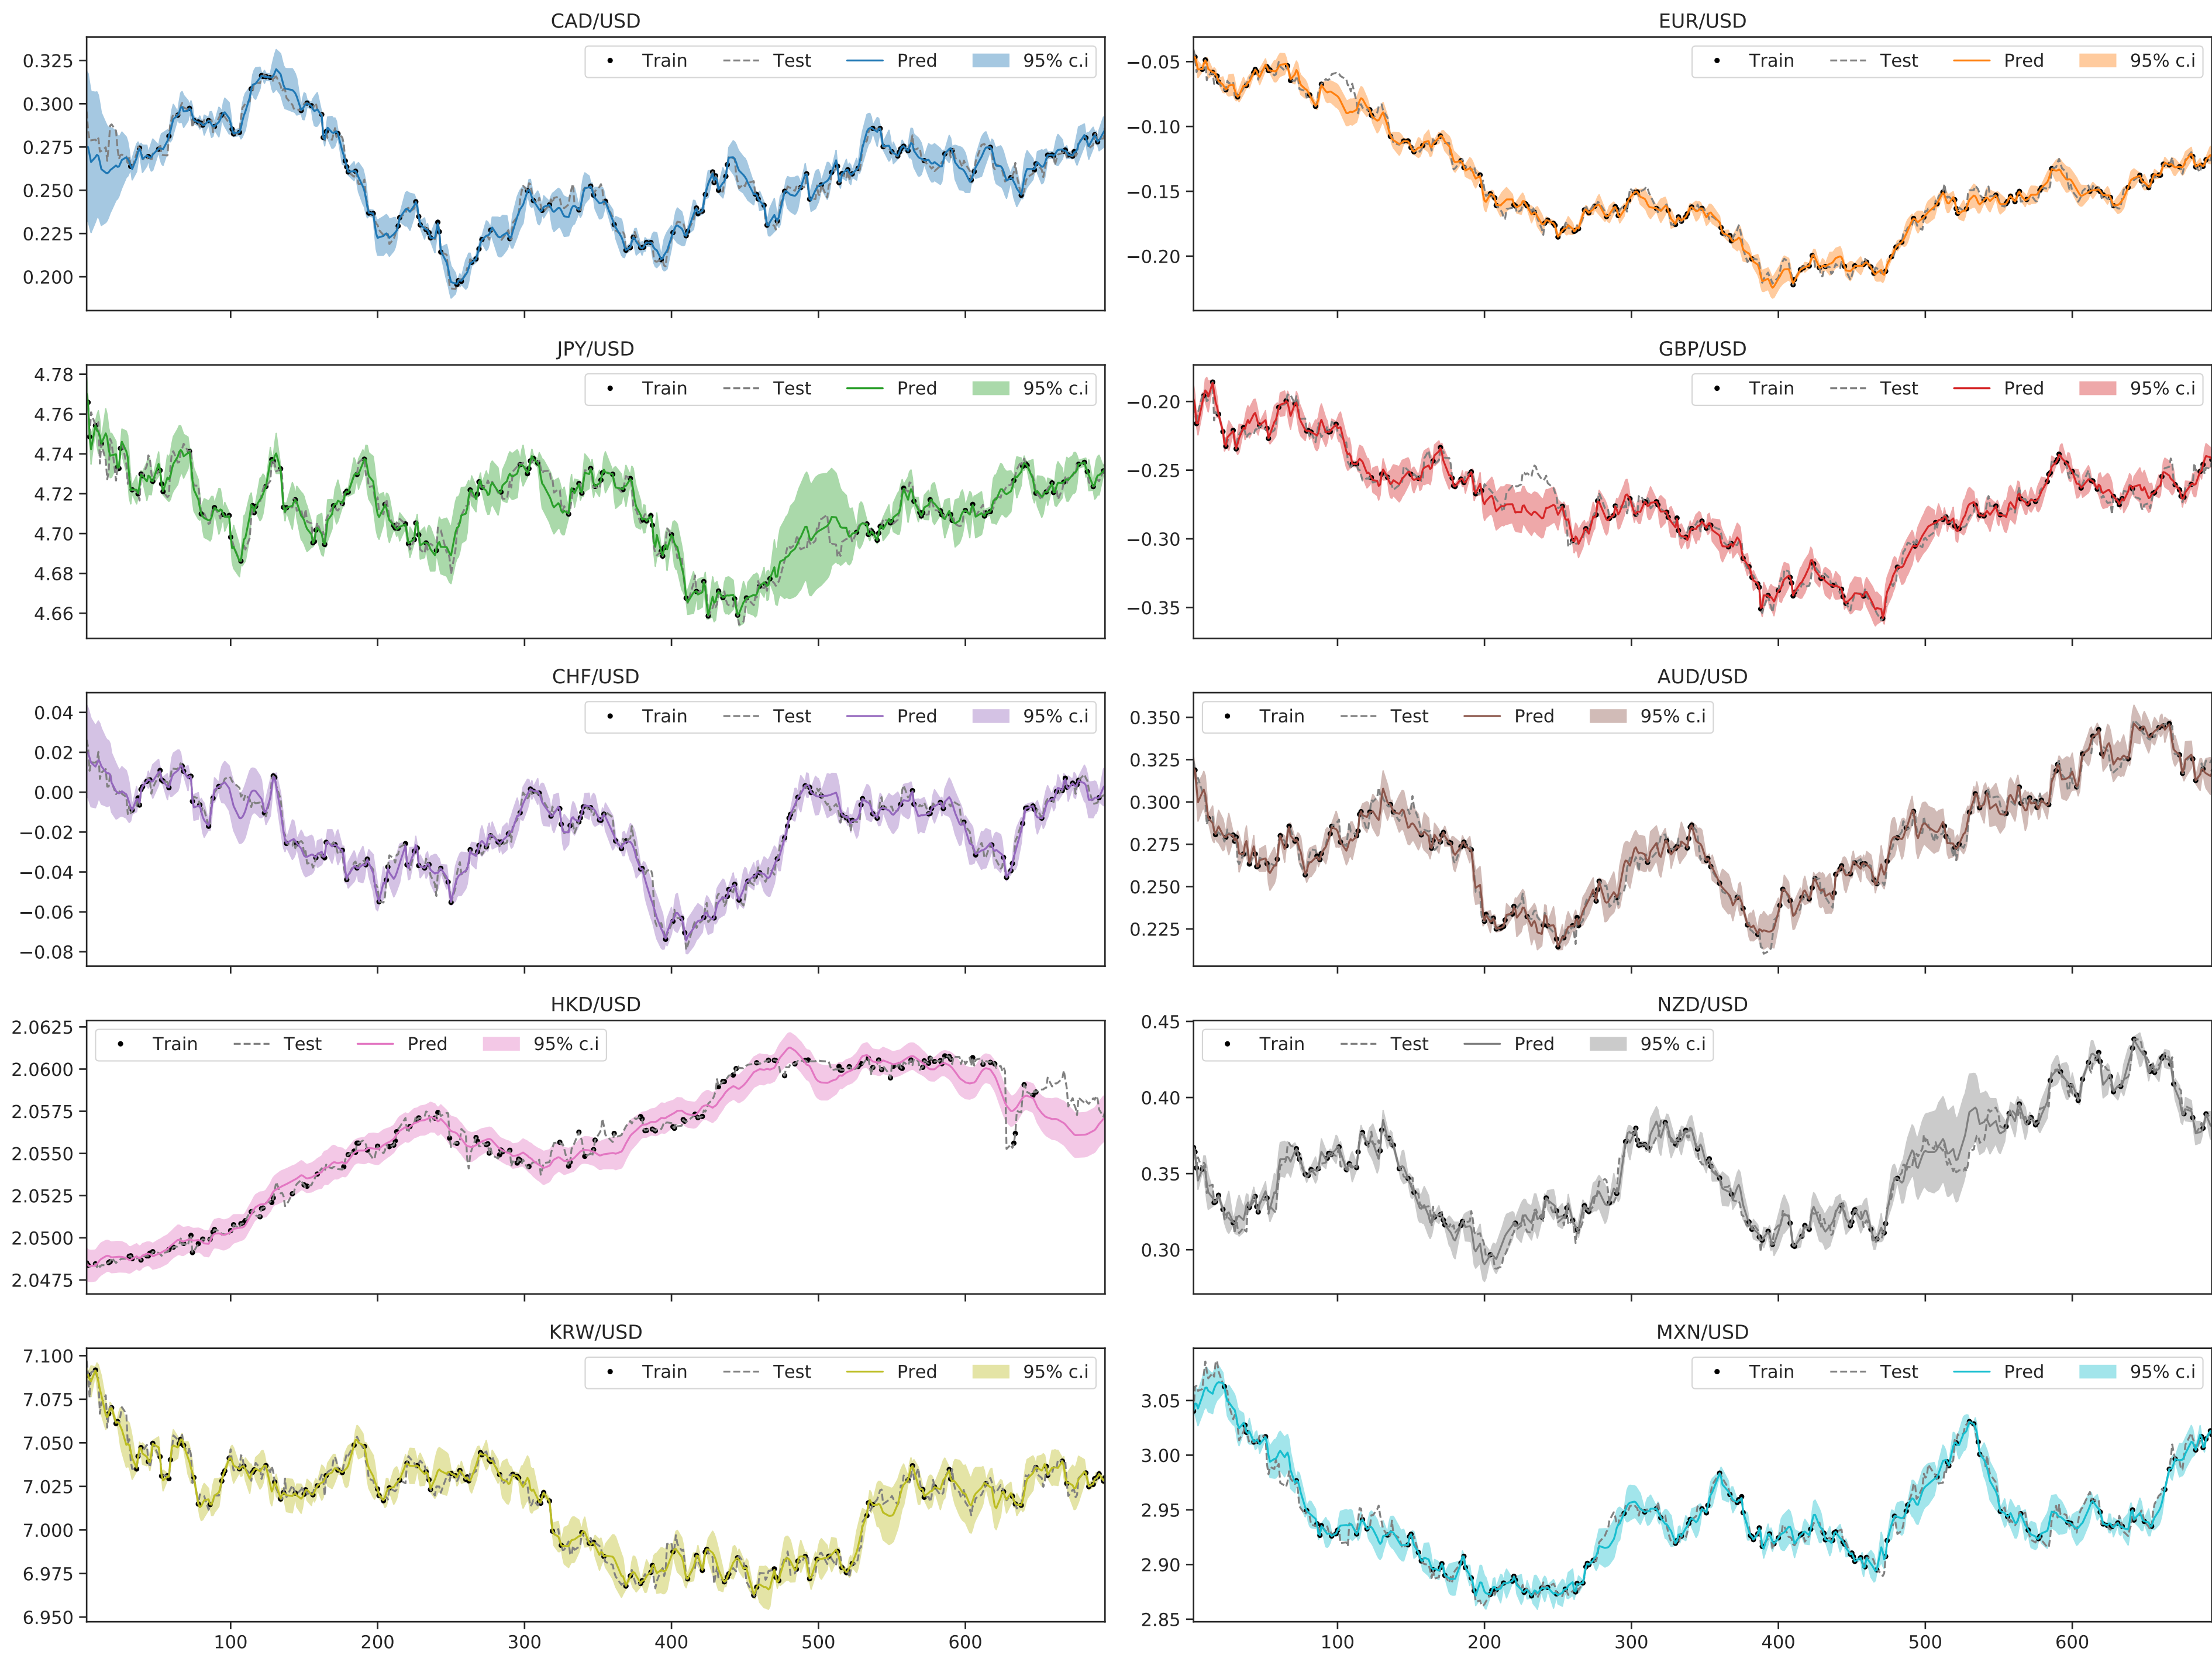 CAD/USD
Train Test Pred 95% c.i
0.325
0.300
0.275
0.250
0.225
0.200
EUR/USD
Train Test Pred 95% c.i
−0.05
−0.10
−0.15
−0.20
JPY/USD
Train Test Pred 95% c.i
4.78
4.76
4.74
4.72
4.70
4.68
4.66
GBP/USD
Train Test Pred 95% c.i
−0.20
−0.25
−0.30
−0.35
CHF/USD
Train Test Pred 95% c.i
0.04
0.02
0.00
−0.02
−0.04
−0.06
−0.08
AUD/USD
Train Test Pred 95% c.i
0.350
0.325
0.300
0.275
0.250
0.225
HKD/USD
Train Test Pred 95% c.i
2.0625
2.0600
2.0575
2.0550
2.0525
2.0500
2.0475
NZD/USD
Train Test Pred 95% c.i
0.45
0.40
0.35
0.30
KRW/USD
Train Test Pred 95% c.i
7.100
7.075
7.050
7.025
7.000
6.975
6.950
100 200 300 400 500 600
MXN/USD
Train Test Pred 95% c.i
3.05
3.00
2.95
2.90
2.85
100 200 300 400 500 600